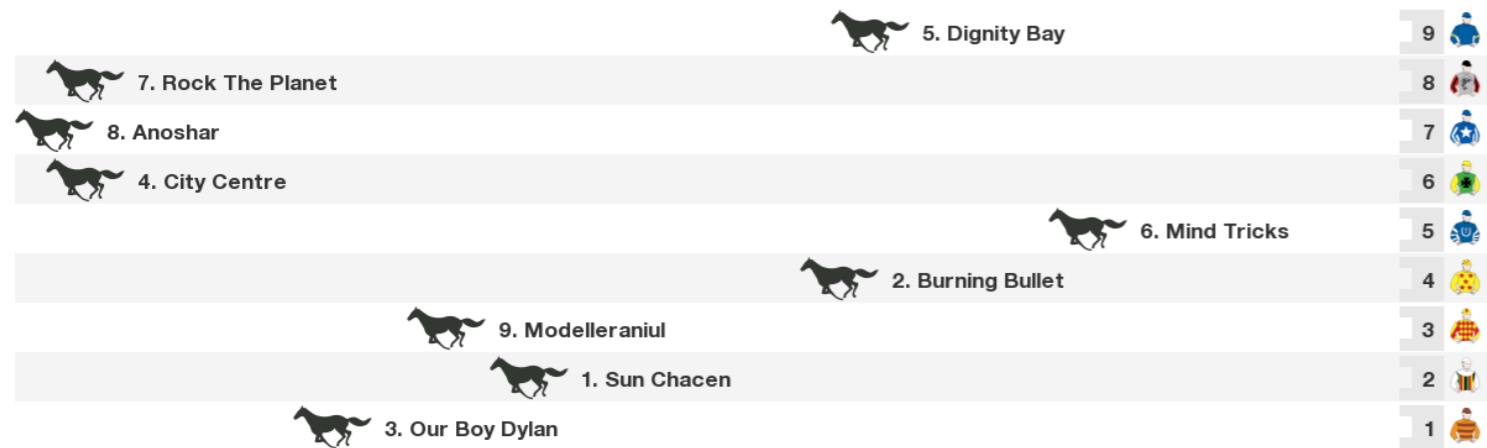 5. Dignity Bay 9
7. Rock The Planet 8
8. Anoshar 7
4. City Centre 6
6. Mind Tricks 5
2. Burning Bullet 4
9. Modelleraniul 3
1. Sun Chacen 2
3. Our Boy Dylan 1